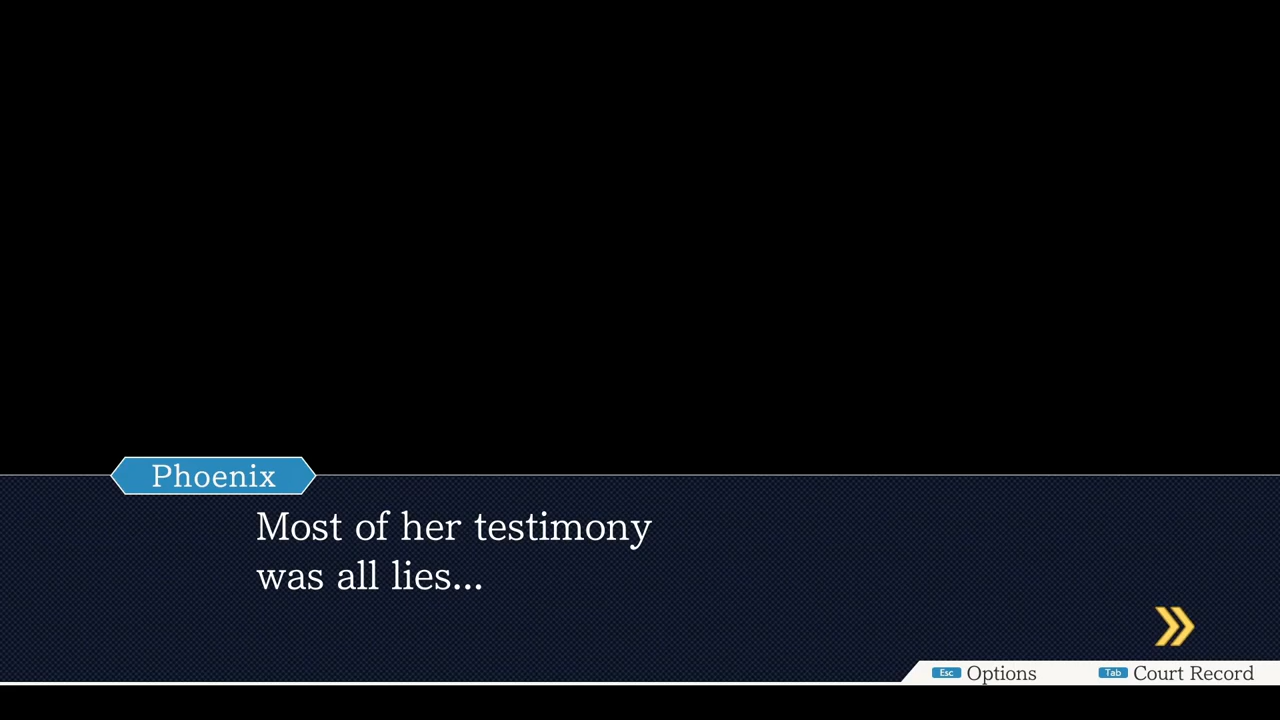 Phoenix
Most of her testimony
was all lies...
Esc Options Tab Court Record